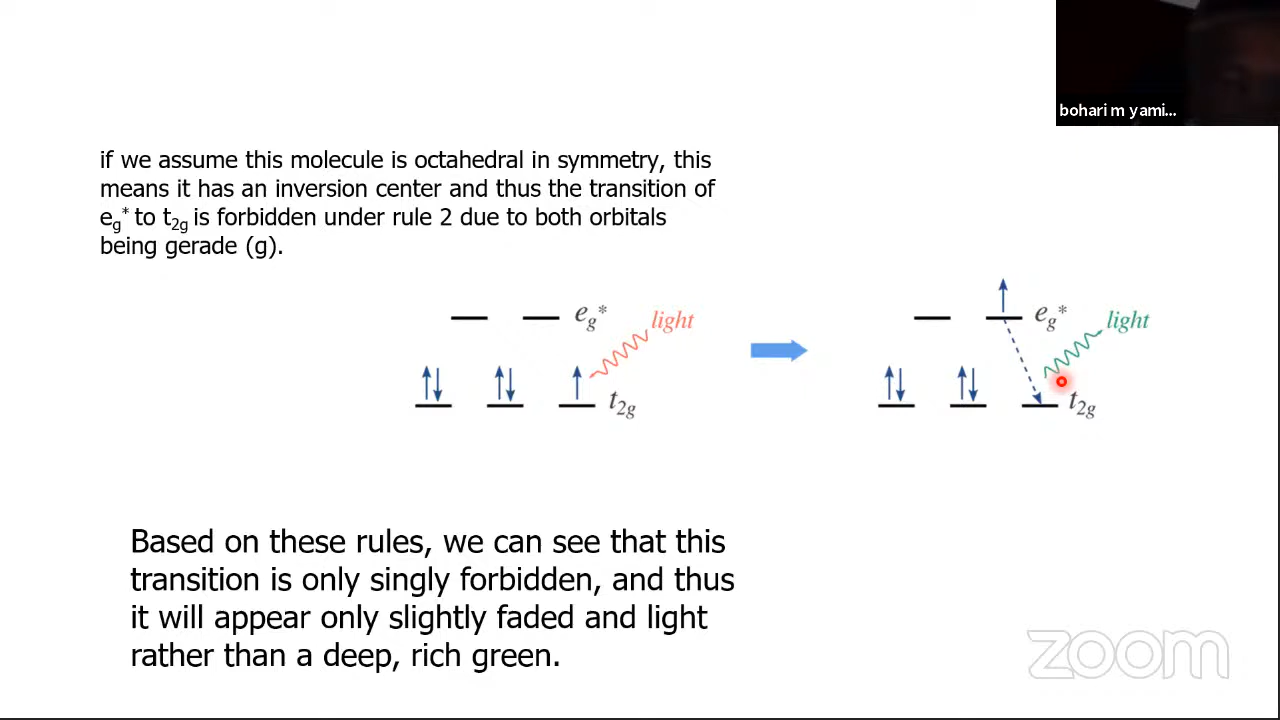 bohari m yami...
if we assume this molecule is octahedral in symmetry, this
means it has an inversion center and thus the transition of
eg* to t2g is forbidden under rule 2 due to both orbitals
being gerade (g).
eg* light
t2g
eg* light
t2g
Based on these rules, we can see that this
transition is only singly forbidden, and thus
it will appear only slightly faded and light
rather than a deep, rich green.
zoom